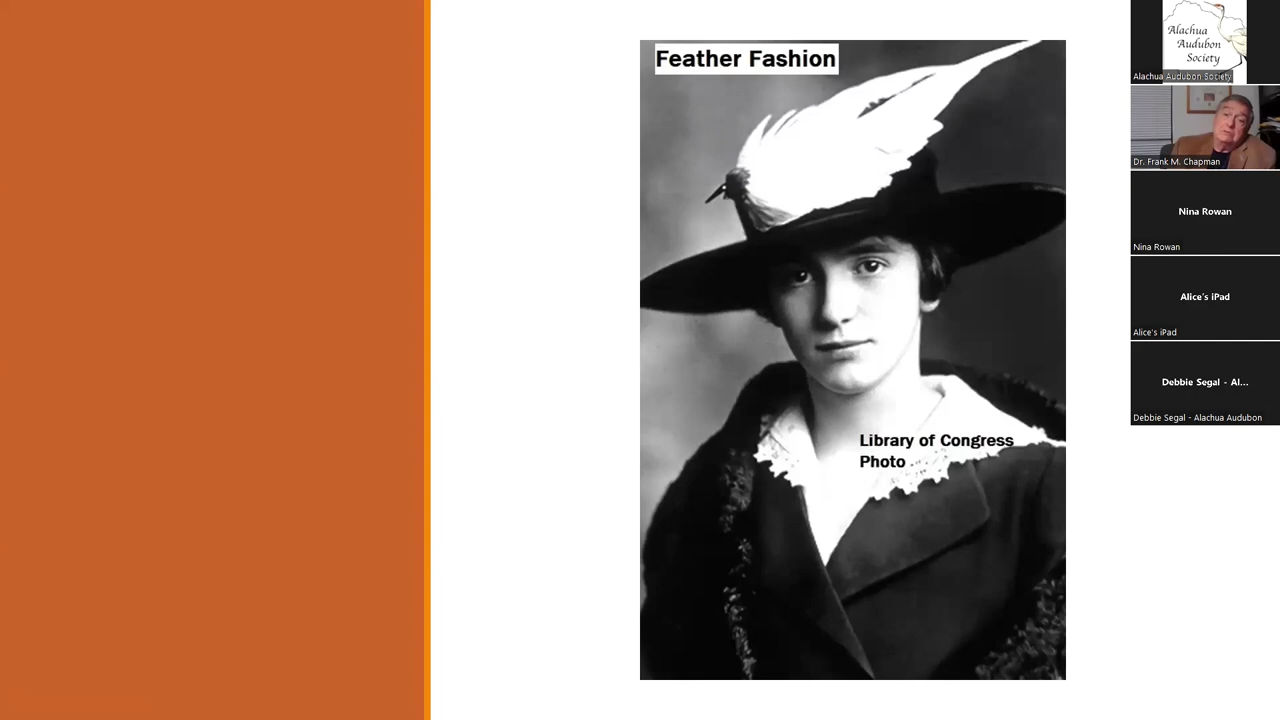 Feather Fashion
Library of Congress
Photo
Alachua
Audubon
Society
Alachua Audubon Society
Dr. Frank M. Chapman
Nina Rowan
Nina Rowan
Alice's iPad
Alice's iPad
Debbie Segal - Al...
Debbie Segal - Alachua Audubon